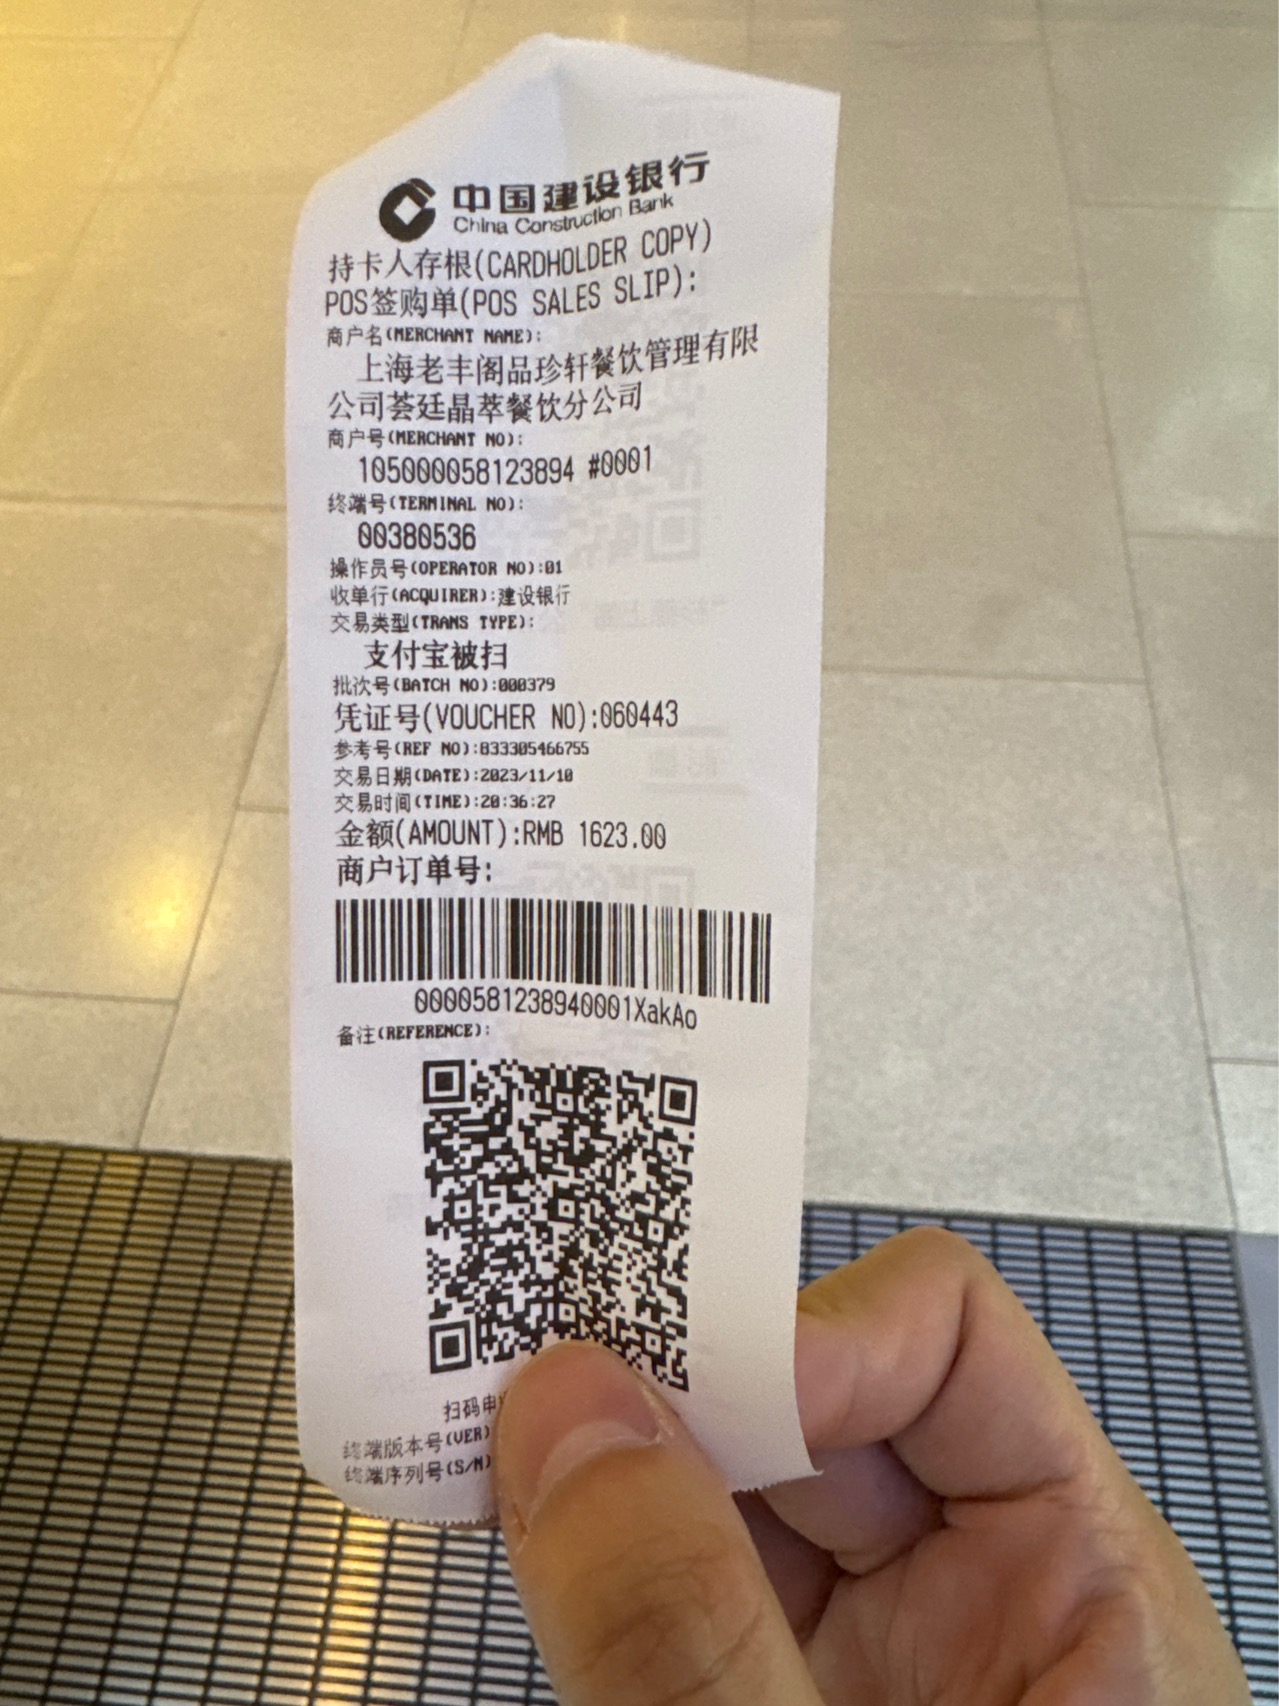 中国建设银行
China Construction Bank
持卡人存根(CARDHOLDER COPY)
POS签购单(POS SALES SLIP):
商户名(MERCHANT NAME):
上海老丰阁品珍轩餐饮管理有限
公司荟廷晶萃餐饮分公司
商户号(MERCHANT NO):
105000058123894 #0001
终端号(TERMINAL NO):
00380536
操作员号(OPERATOR NO):01
收单行(ACQUIRER):建设银行
交易类型(TRANS TYPE):
支付宝被扫
批次号(BATCH NO):000379
凭证号(VOUCHER NO):060443
参考号(REF NO):833305466755
交易日期(DATE):2023/11/10
交易时间(TIME):20:36:27
金额(AMOUNT):RMB 1623.00
商户订单号:
0000581238940001XakAo
备注(REFERENCE):
扫码申
终端版本号(VER)
终端序列号(S/N)